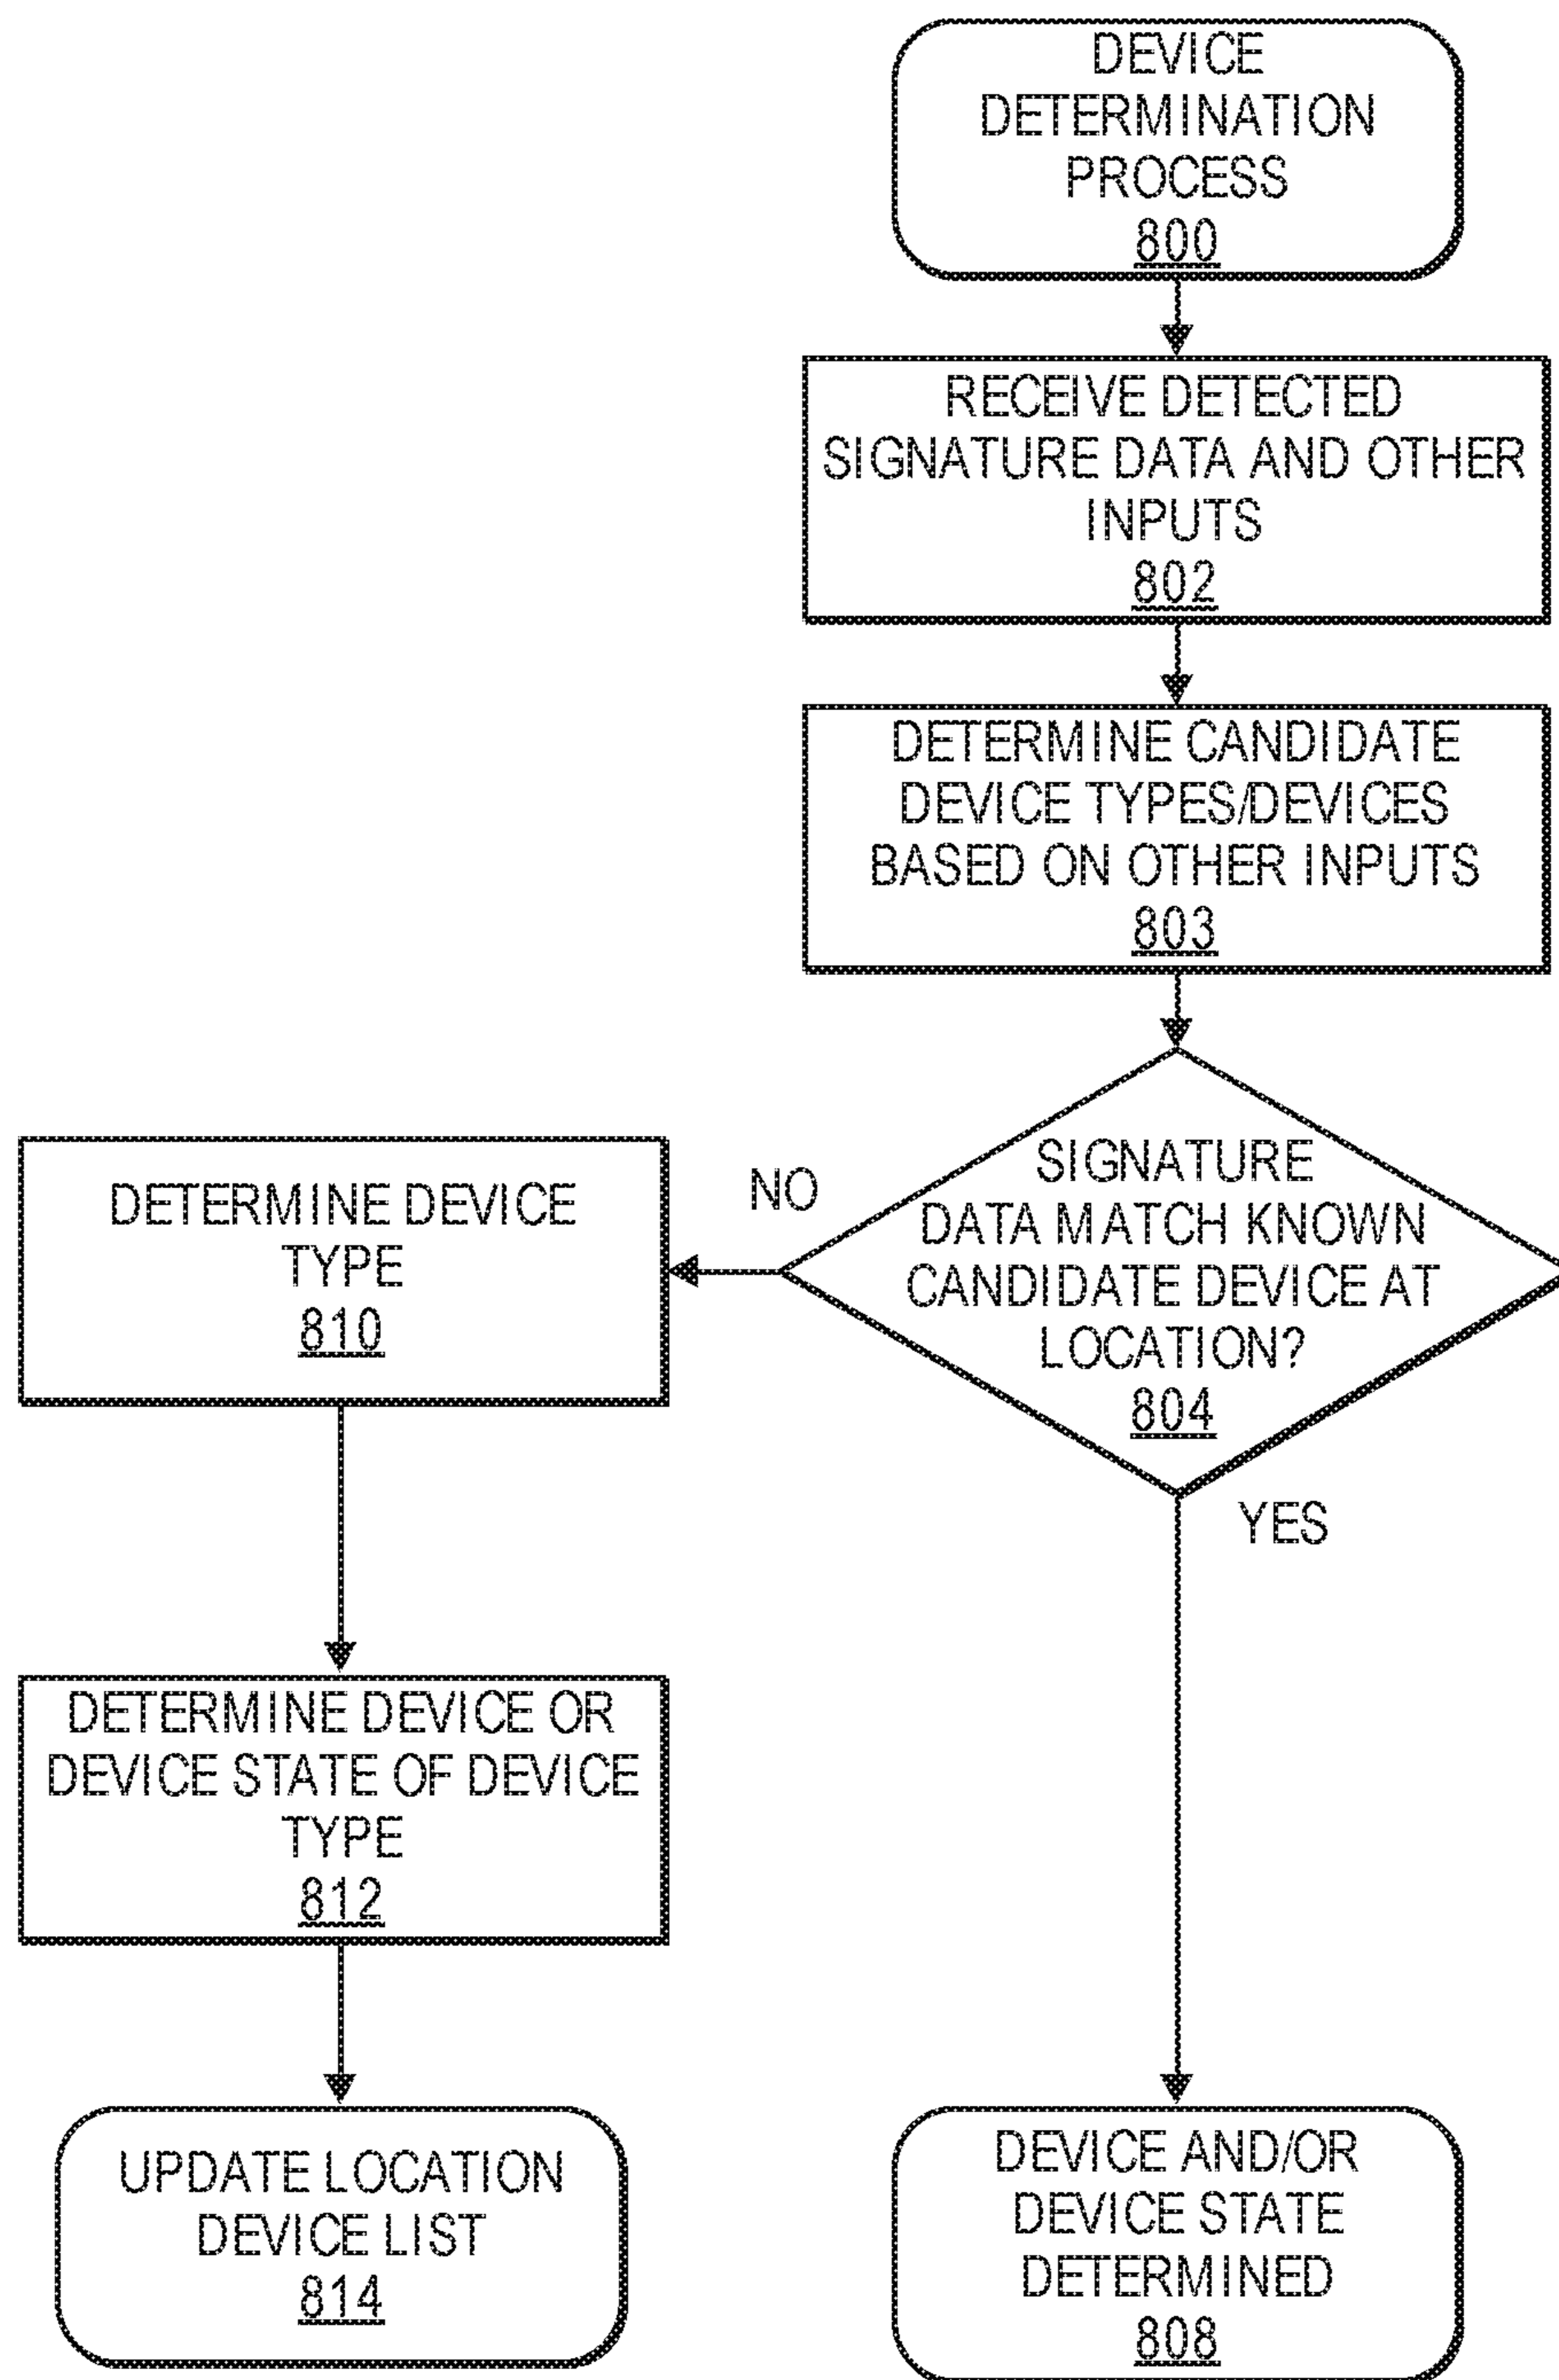 DEVICE
DETERMINATION
PROCESS
800
RECEIVE DETECTED
SIGNATURE DATA AND OTHER
INPUTS
802
DETERMINE CANDIDATE
DEVICE TYPES/DEVICES
BASED ON OTHER INPUTS
803
SIGNATURE
DATA MATCH KNOWN
CANDIDATE DEVICE AT
LOCATION?
804
NO
YES
DETERMINE DEVICE
TYPE
810
DETERMINE DEVICE OR
DEVICE STATE OF DEVICE
TYPE
812
UPDATE LOCATION
DEVICE LIST
814
DEVICE AND/OR
DEVICE STATE
DETERMINED
808